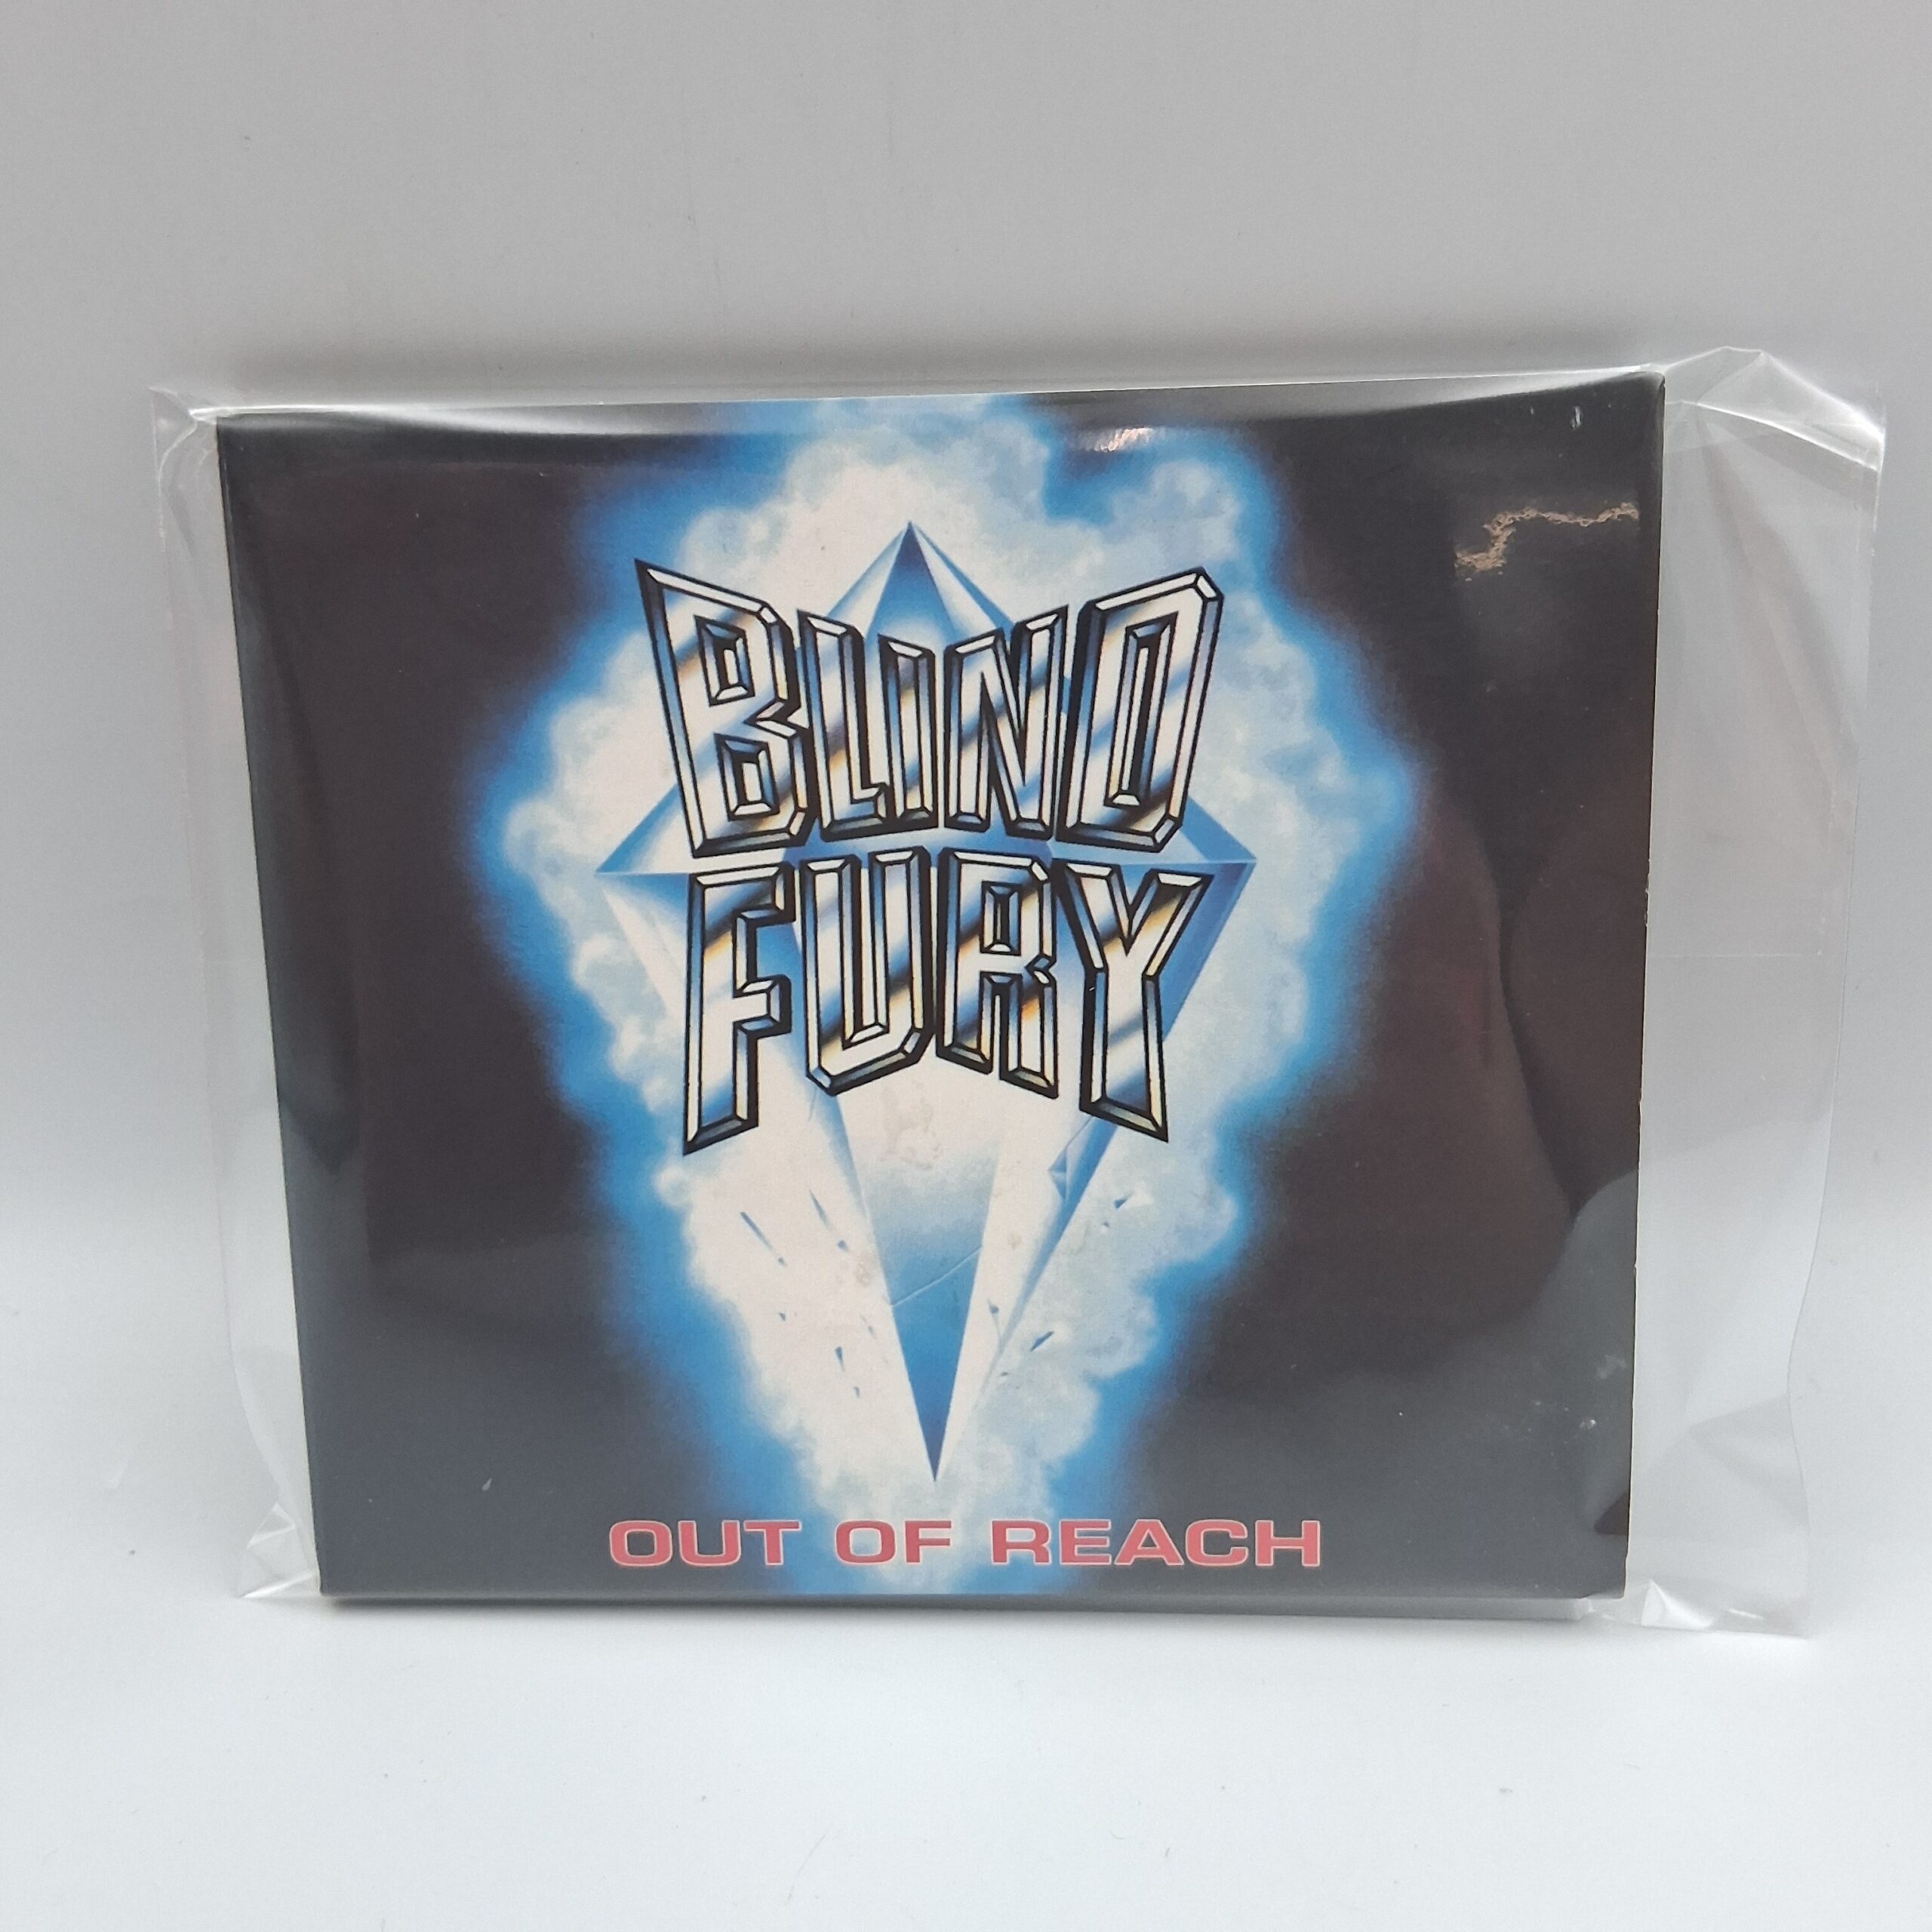 BLIND
FURY
OUT OF REACH